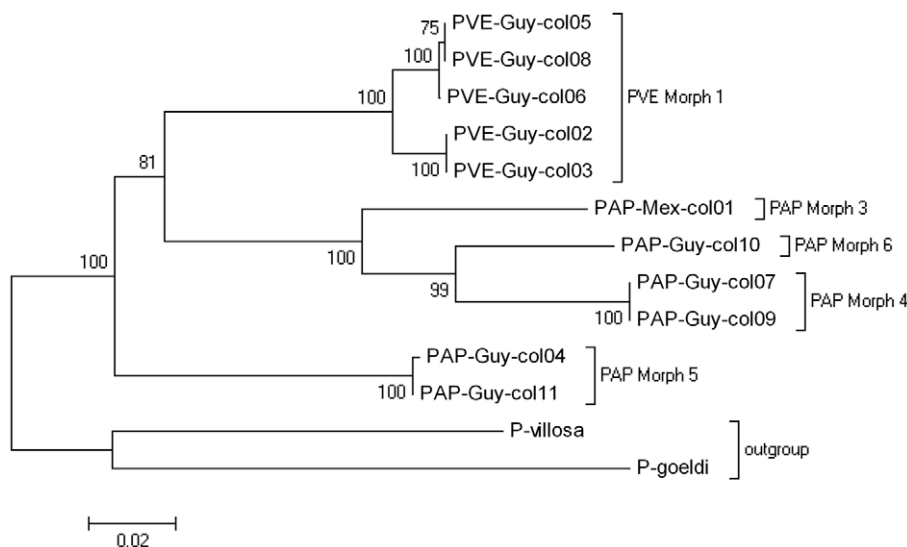 PVE-Guy-col05
75
PVE-Guy-col08
100
PVE-Guy-col06
PVE Morph 1
100
PVE-Guy-col02
81
100
PVE-Guy-col03
PAP-Mex-col01
PAP Morph 3
100
PAP-Guy-col10
PAP Morph 6
100
99
PAP-Guy-col07
PAP Morph 4
100
PAP-Guy-col09
PAP-Guy-col04
PAP Morph 5
100
PAP-Guy-col11
P-villosa
outgroup
P-goeldi
0.02